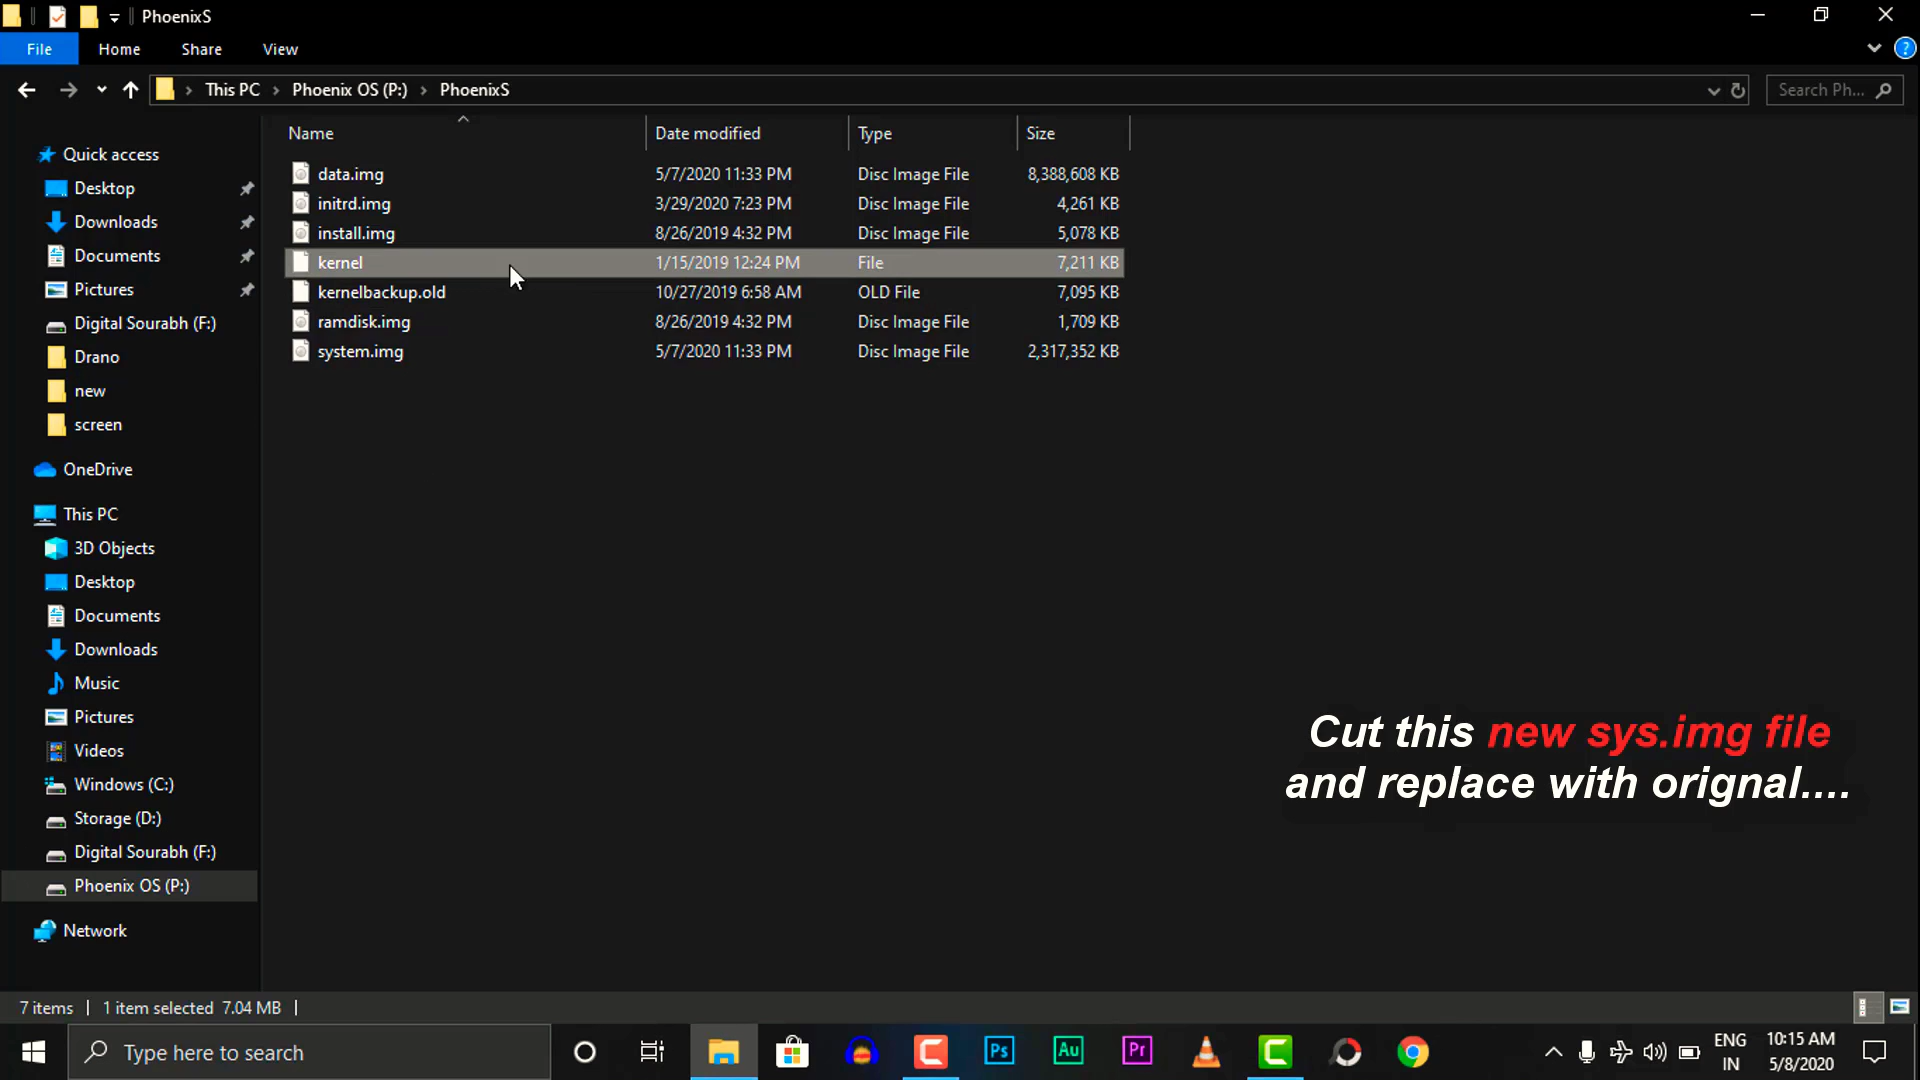 PhoenixS
File Home Share View
This PC Phoenix OS (P:) PhoenixS
Search Ph...
Name Date modified Type Size
data.img 5/7/2020 11:33 PM Disc Image File 8,388,608 KB
initrd.img 3/29/2020 7:23 PM Disc Image File 4,261 KB
install.img 8/26/2019 4:32 PM Disc Image File 5,078 KB
kernel 1/15/2019 12:24 PM File 7,211 KB
kernelbackup.old 10/27/2019 6:58 AM OLD File 7,095 KB
ramdisk.img 8/26/2019 4:32 PM Disc Image File 1,709 KB
system.img 5/7/2020 11:33 PM Disc Image File 2,317,352 KB
Quick access
Desktop
Downloads
Documents
Pictures
Digital Sourabh (F:)
Drano
new
screen
OneDrive
This PC
3D Objects
Desktop
Documents
Downloads
Music
Pictures
Videos
Windows (C:)
Storage (D:)
Digital Sourabh (F:)
Phoenix OS (P:)
Network
Cut this new sys.img file
and replace with orignal....
7 items 1 item selected 7.04 MB
Type here to search
Ps
Au
Pr
ENG
IN
10:15 AM
5/8/2020